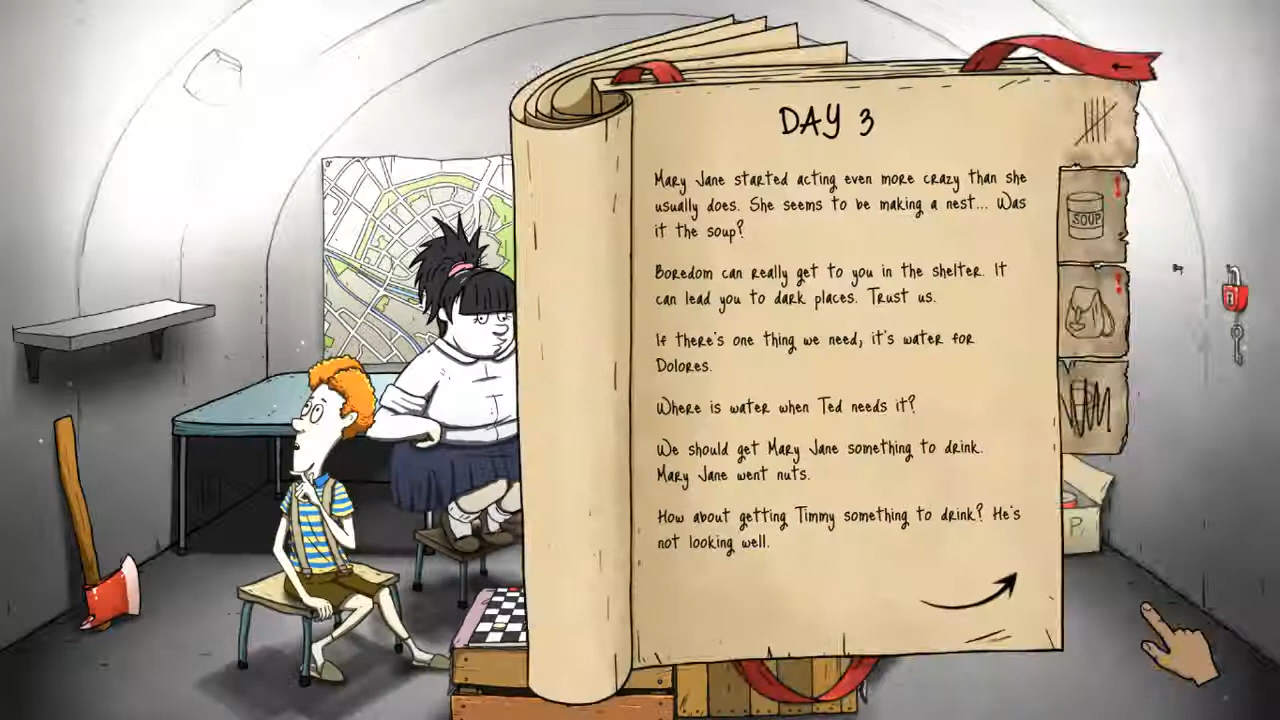 DAY 3
Mary Jane started acting even more crazy than she
usually does. She seems to be making a nest... Was
it the soup?
Boredom can really get to you in the shelter. It
can lead you to dark places. Trust us.
If there's one thing we need, it's water for
Dolores.
Where is water when Ted needs it?
We should get Mary Jane something to drink.
Mary Jane went nuts.
How about getting Timmy something to drink? He's
not looking well.
!
SOUP
!
P.